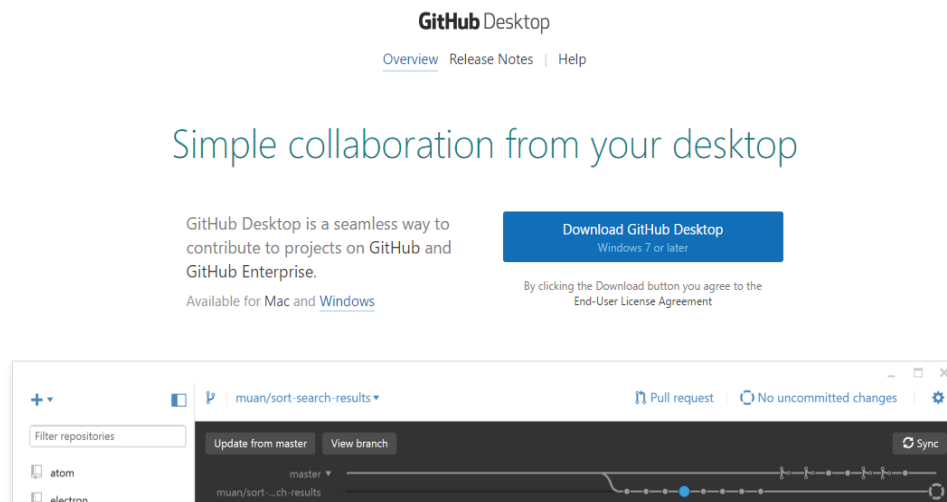 GitHub Desktop
Overview Release Notes | Help
Simple collaboration from your desktop
GitHub Desktop is a seamless way to
contribute to projects on GitHub and
GitHub Enterprise.
Available for Mac and Windows
Download GitHub Desktop
Windows 7 or later
By clicking the Download button you agree to the
End-User License Agreement
muan/sort-search-results Pull request No uncommitted changes
Filter repositories
Update from master View branch Sync
atom
master
muan/sort-...ch-results
electron